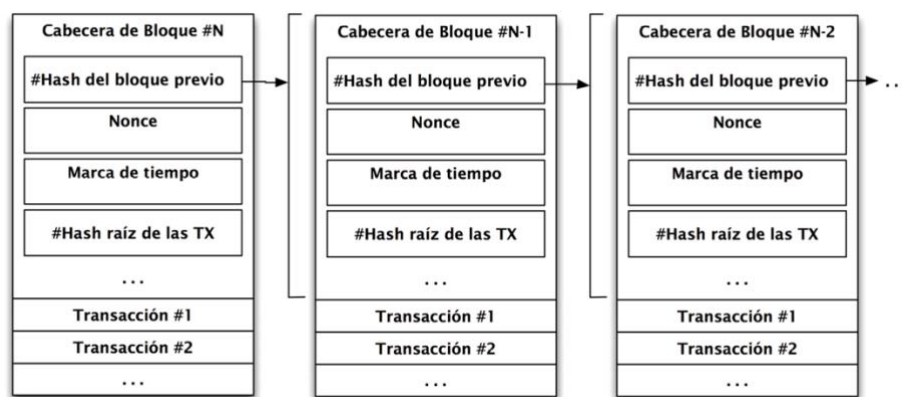 Cabecera de Bloque #N
#Hash del bloque previo
Nonce
Marca de tiempo
#Hash raíz de las TX
...
Transacción #1
Transacción #2
...
Cabecera de Bloque #N-1
#Hash del bloque previo
Nonce
Marca de tiempo
#Hash raíz de las TX
...
Transacción #1
Transacción #2
...
Cabecera de Bloque #N-2
#Hash del bloque previo
Nonce
Marca de tiempo
#Hash raíz de las TX
...
Transacción #1
Transacción #2
...
..